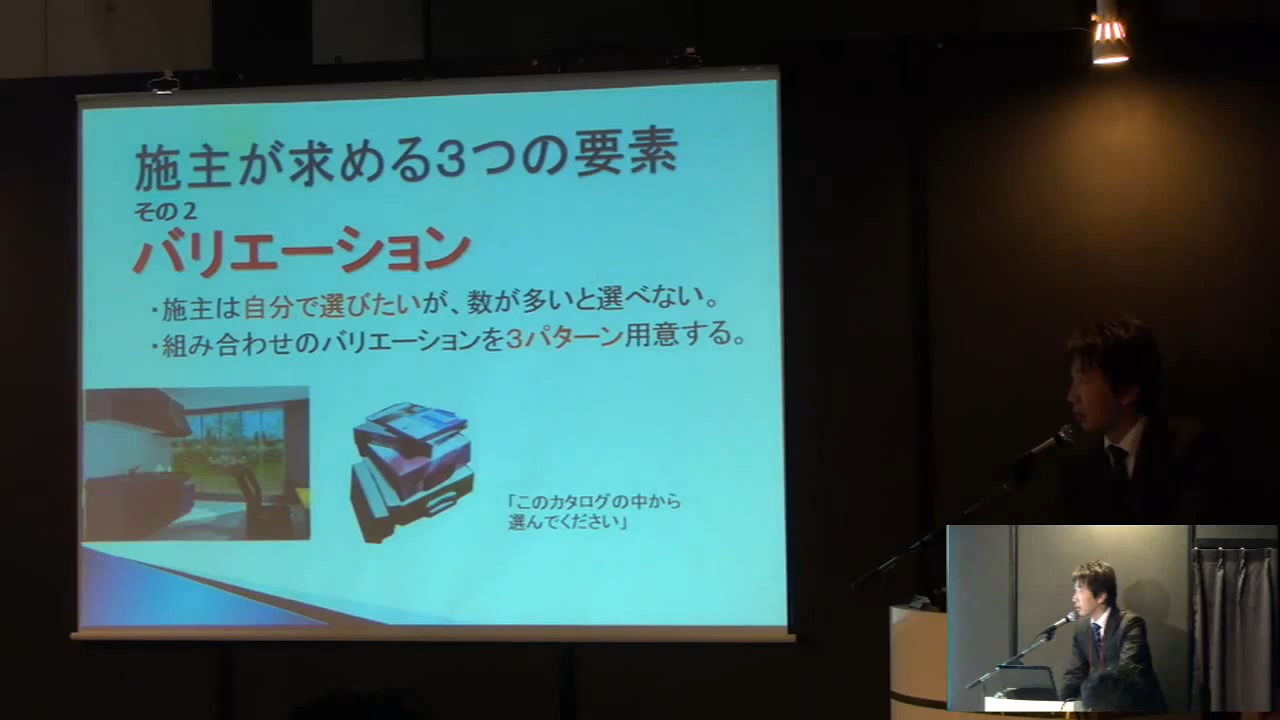 施主が求める３つの要素
その２
バリエーション
・施主は自分で選びたいが、数が多いと選べない。
・組み合わせのバリエーションを３パターン用意する。
「このカタログの中から
選んでください」